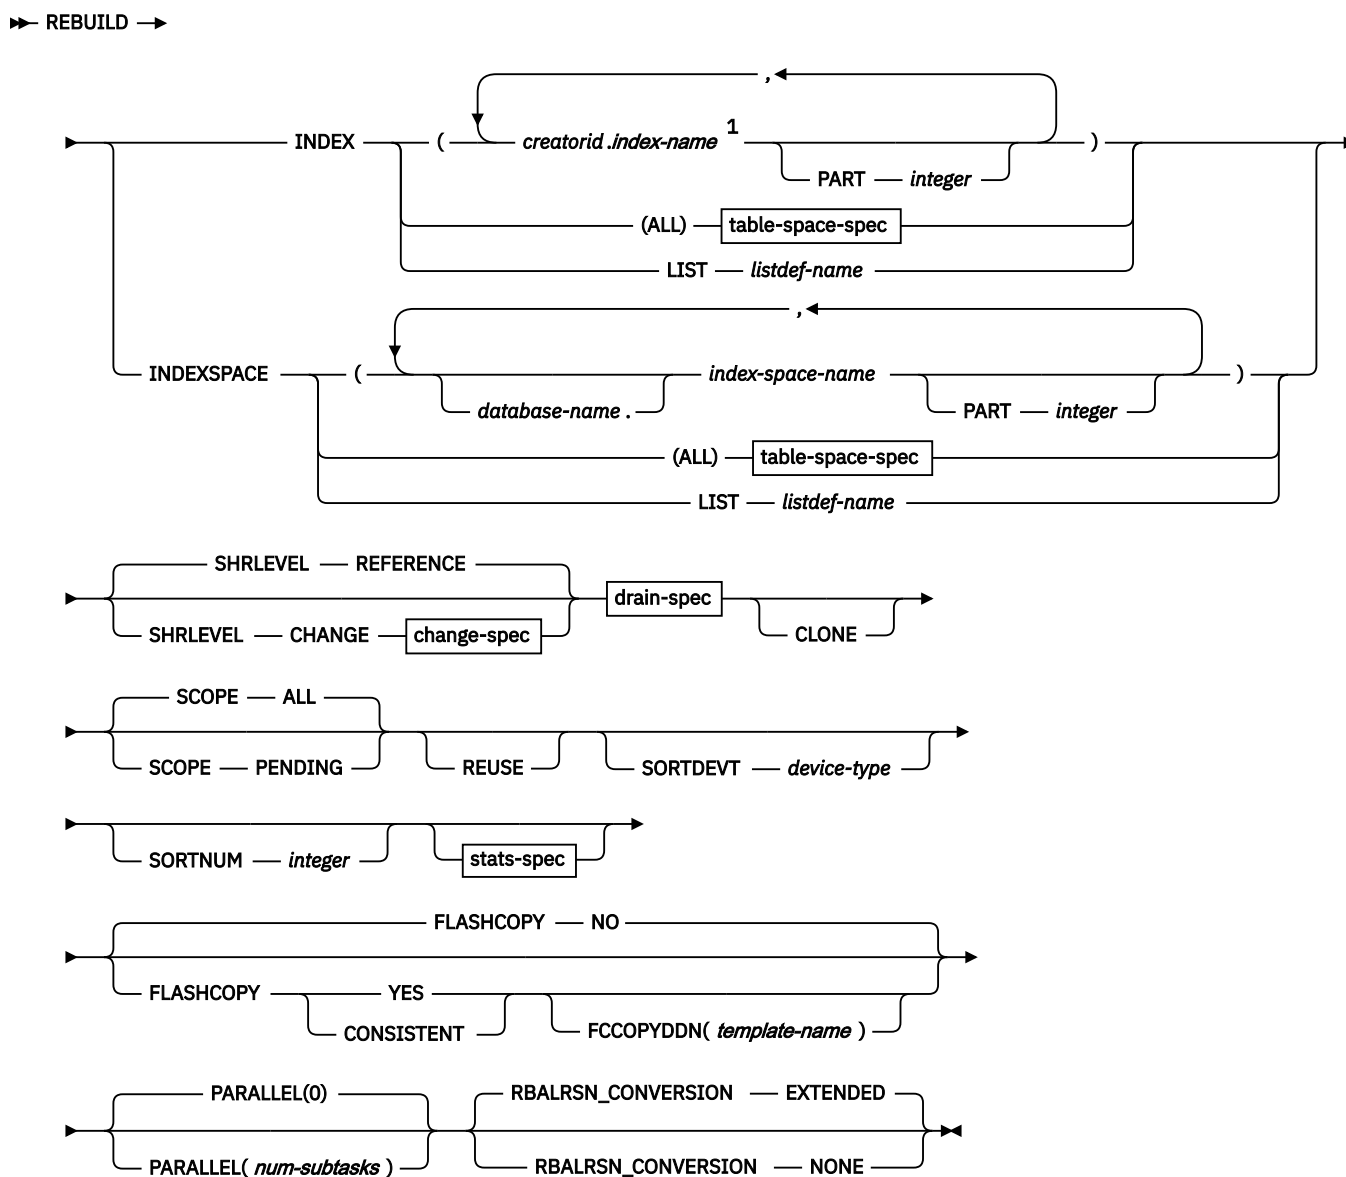 REBUILD
,
INDEX ( creatorid.index-name 1 )
PART integer
(ALL) table-space-spec
LIST listdef-name
,
INDEXSPACE ( index-space-name )
database-name. PART integer
(ALL) table-space-spec
LIST listdef-name
SHRLEVEL REFERENCE
drain-spec
SHRLEVEL CHANGE change-spec CLONE
SCOPE ALL
SCOPE PENDING REUSE SORTDEVT device-type
SORTNUM integer stats-spec
FLASHCOPY NO
FLASHCOPY YES
CONSISTENT FCCOPYDDN( template-name )
PARALLEL(0) RBALRSN_CONVERSION EXTENDED
PARALLEL( num-subtasks ) RBALRSN_CONVERSION NONE